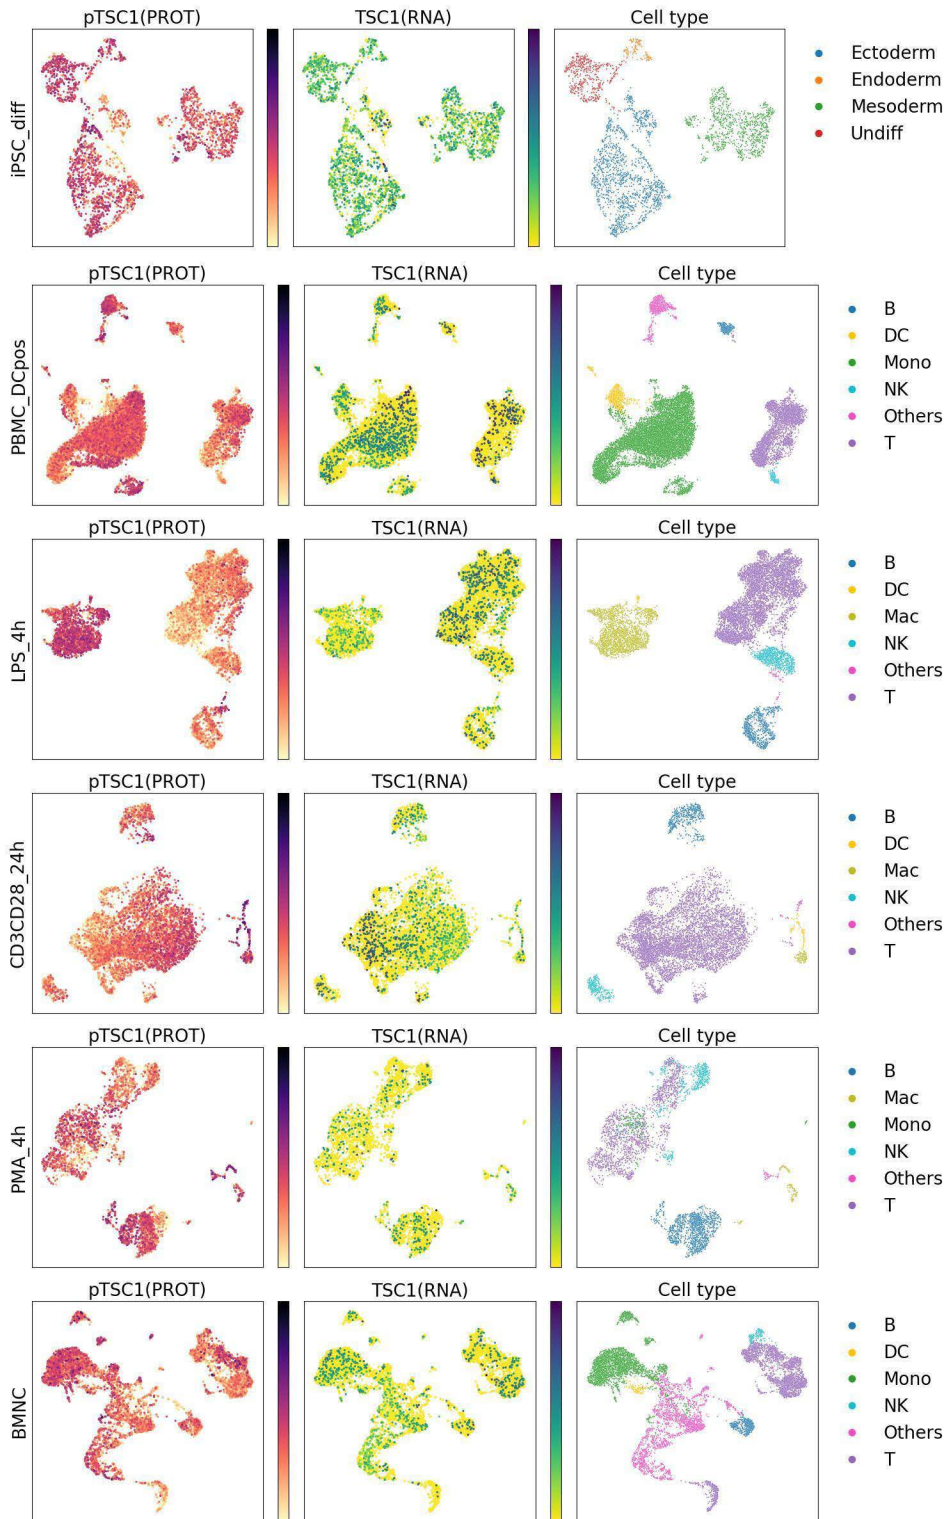 pTSC1(PROT) TSC1(RNA) Cell type
iPSC_diff
Ectoderm
Endoderm
Mesoderm
Undiff
pTSC1(PROT) TSC1(RNA) Cell type
PBMC_DCpos
B
DC
Mono
NK
Others
T
pTSC1(PROT) TSC1(RNA) Cell type
LPS_4h
B
DC
Mac
NK
Others
T
pTSC1(PROT) TSC1(RNA) Cell type
CD3CD28_24h
B
DC
Mac
NK
Others
T
pTSC1(PROT) TSC1(RNA) Cell type
PMA_4h
B
Mac
Mono
NK
Others
T
pTSC1(PROT) TSC1(RNA) Cell type
BMNC
B
DC
Mono
NK
Others
T